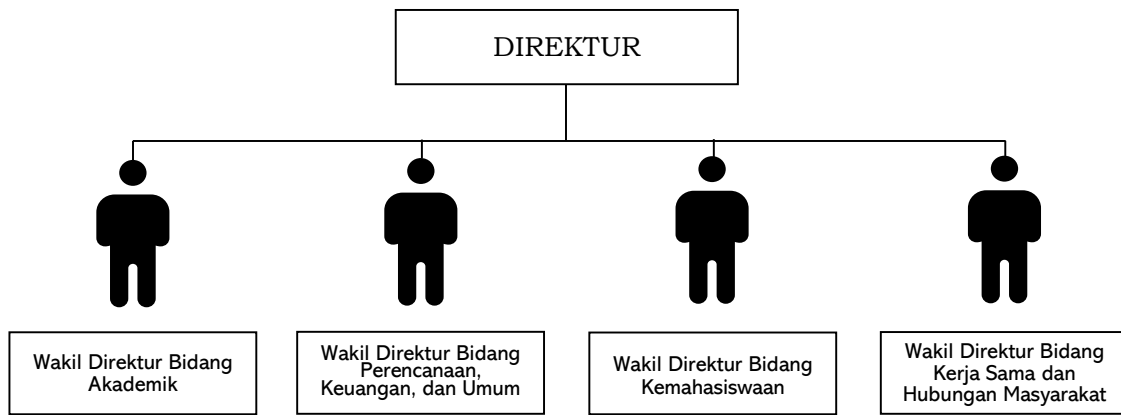 DIREKTUR
Wakil Direktur Bidang
Akademik
Wakil Direktur Bidang
Perencanaan,
Keuangan, dan Umum
Wakil Direktur Bidang
Kemahasiswaan
Wakil Direktur Bidang
Kerja Sama dan
Hubungan Masyarakat